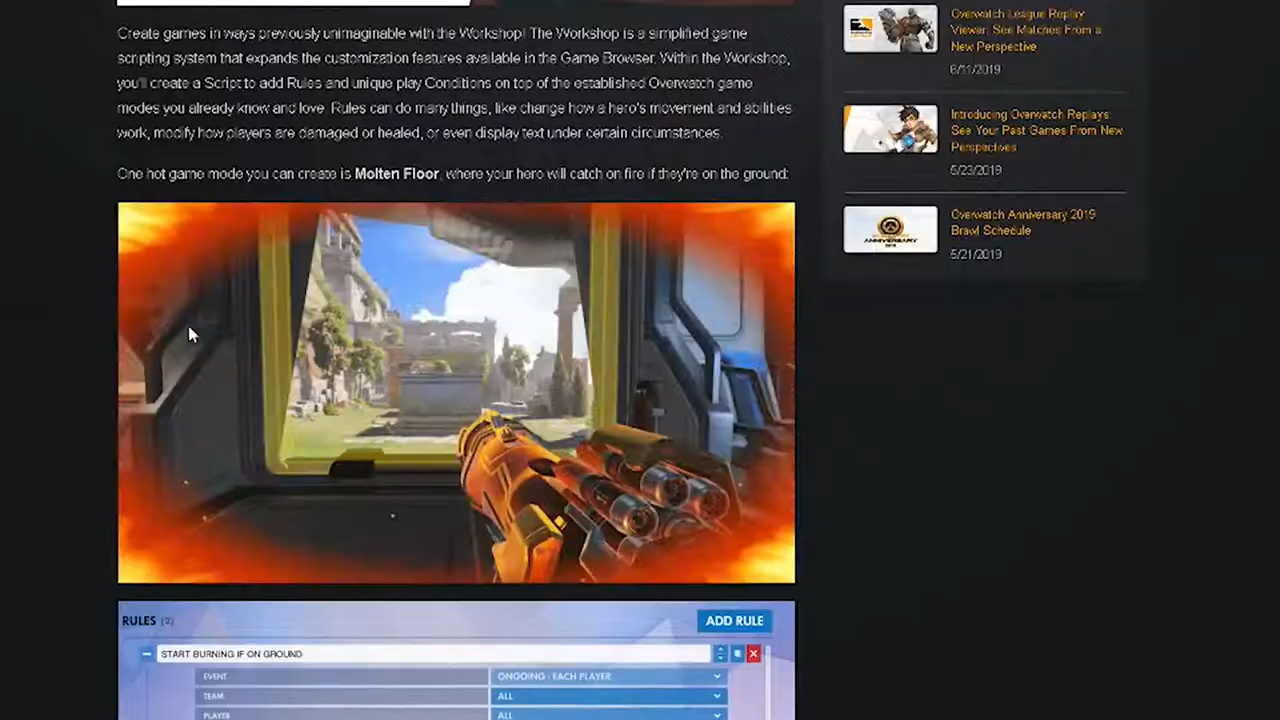 Create games in ways previously unimaginable with the Workshop! The Workshop is a simplified game
scripting system that expands the customization features available in the Game Browser. Within the Workshop,
you'll create a Script to add Rules and unique play Conditions on top of the established Overwatch game
modes you already know and love. Rules can do many things, like change how a hero's movement and abilities
work, modify how players are damaged or healed, or even display text under certain circumstances.
One hot game mode you can create is Molten Floor, where your hero will catch on fire if they're on the ground:
RULES (2)
ADD RULE
START BURNING IF ON GROUND
EVENT ONGOING - EACH PLAYER
TEAM ALL
PLAYER ALL
Overwatch League Replay
Viewer: See Matches From a
New Perspective
6/11/2019
Introducing Overwatch Replays:
See Your Past Games From New
Perspectives
5/23/2019
ANNIVERSARY
Overwatch Anniversary 2019
Brawl Schedule
5/21/2019